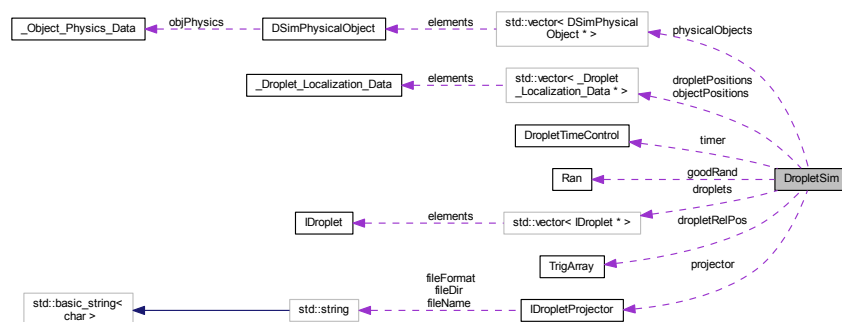 _Object_Physics_Data
objPhysics
DSimPhysicalObject
elements
std::vector< DSimPhysical
Object * >
physicalObjects
_Droplet_Localization_Data
elements
std::vector< _Droplet
_Localization_Data * >
dropletPositions
objectPositions
DropletTimeControl
timer
Ran
goodRand
DropletSim
droplets
IDroplet
elements
std::vector< IDroplet * >
dropletRelPos
TrigArray
projector
std::basic_string<
char >
std::string
fileFormat
fileDir
fileName
IDropletProjector